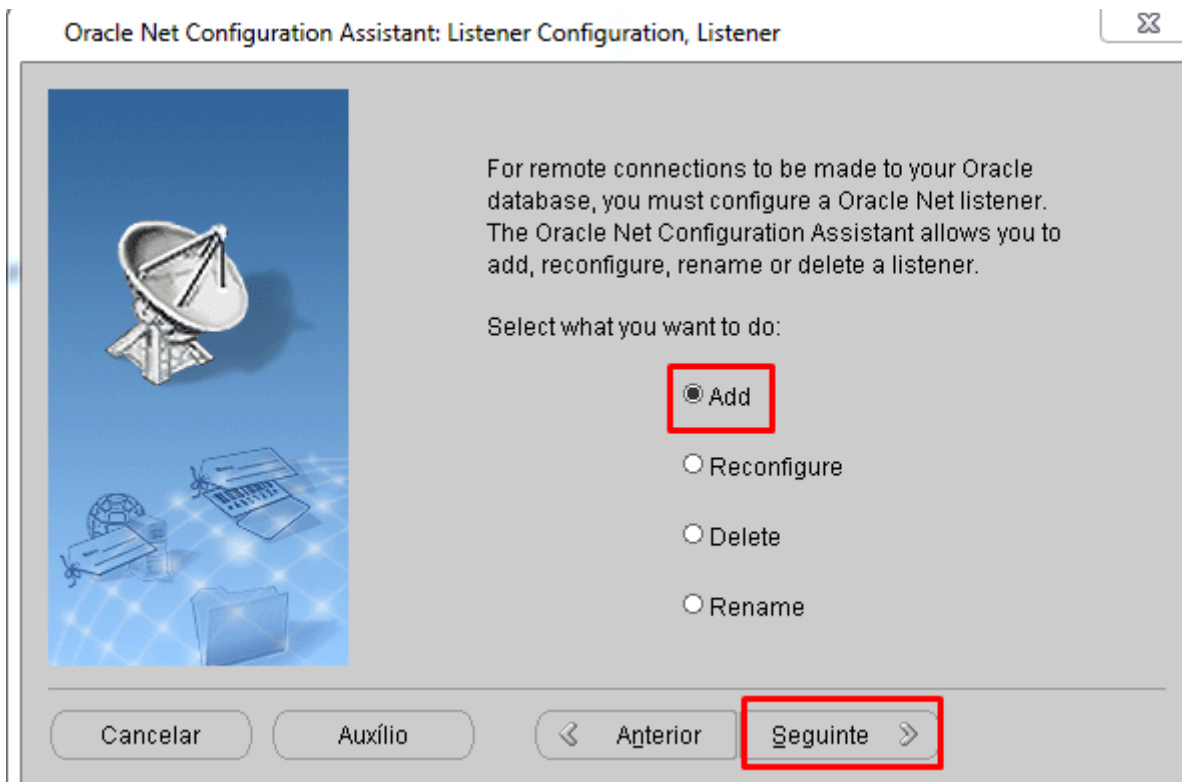 Oracle Net Configuration Assistant: Listener Configuration, Listener
For remote connections to be made to your Oracle
database, you must configure a Oracle Net listener.
The Oracle Net Configuration Assistant allows you to
add, reconfigure, rename or delete a listener.
Select what you want to do:
Add
Reconfigure
Delete
Rename
Cancelar
Auxílio
Anterior
Seguinte